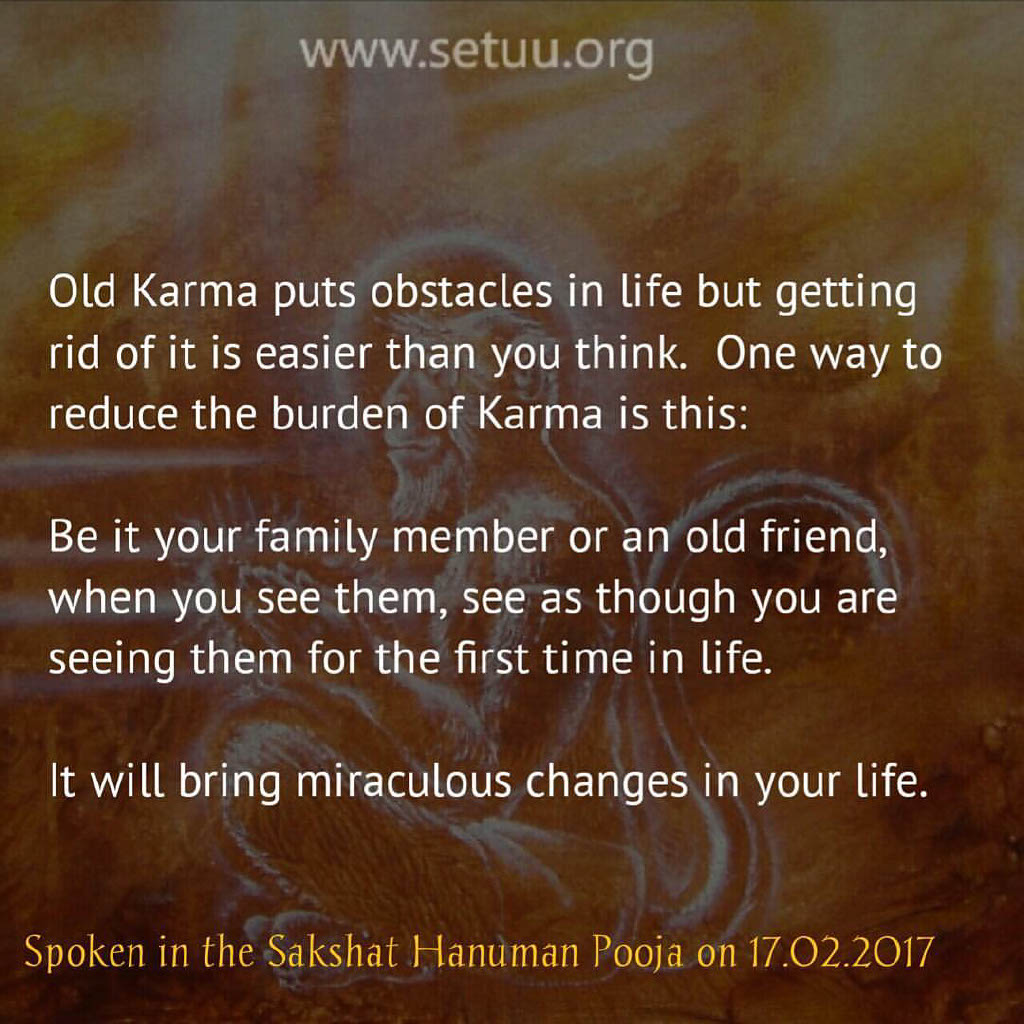 www.setuu.org
Old Karma puts obstacles in life but getting
rid of it is easier than you think.  One way to
reduce the burden of Karma is this:
Be it your family member or an old friend,
when you see them, see as though you are
seeing them for the first time in life.
It will bring miraculous changes in your life.
Spoken in the Sakshat Hanuman Pooja on 17.02.2017